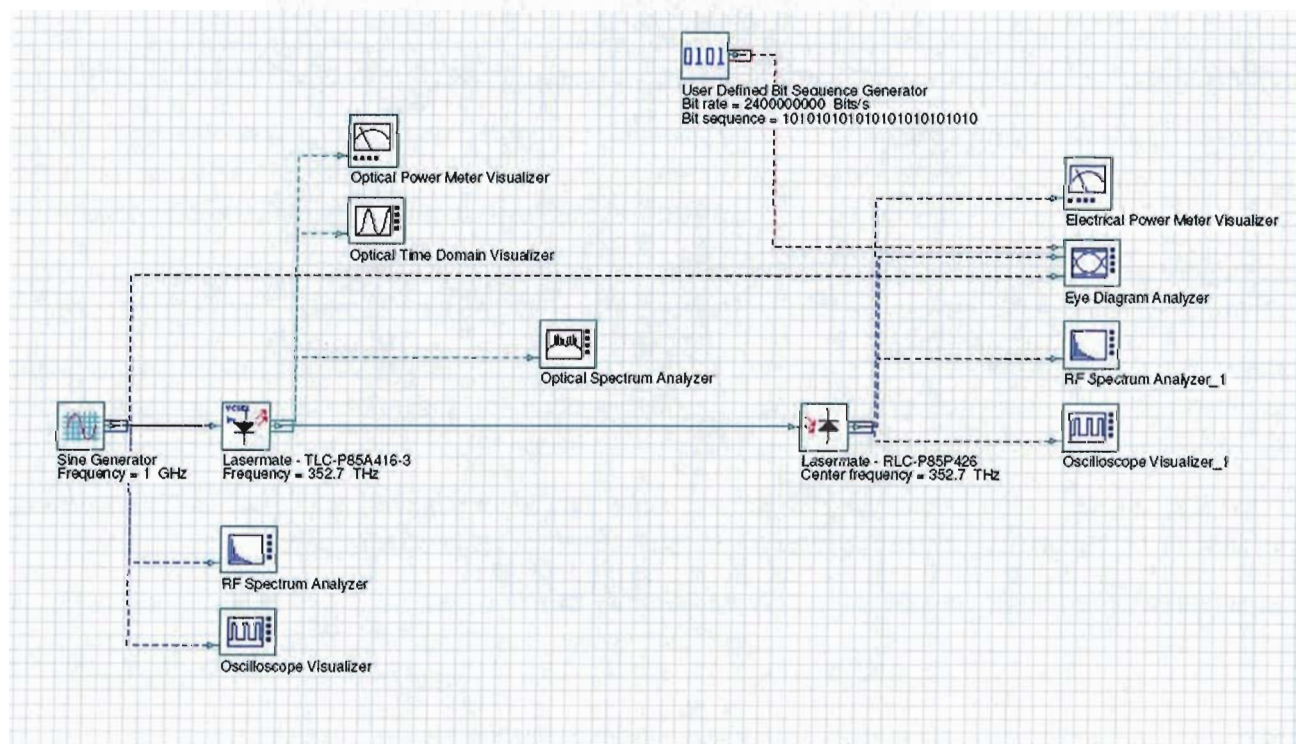 0101
User Defined Bit Sequence Generator
Bit rate = 2400000000 Bits/s
Bit sequence = 101010101010101010101010
Optical Power Meter Visualizer
Optical Time Domain Visualizer
Electrical Power Meter Visualizer
Eye Diagram Analyzer
Optical Spectrum Analyzer
RF Spectrum Analyzer_1
VCSEL
Sine Generator
Frequency = 1 GHz
Lasermate - TLC-P85A416-3
Frequency = 352.7 THz
Lasermate - RLC-P85P426
Center frequency = 352.7 THz
Oscilloscope Visualizer_1
RF Spectrum Analyzer
Oscilloscope Visualizer